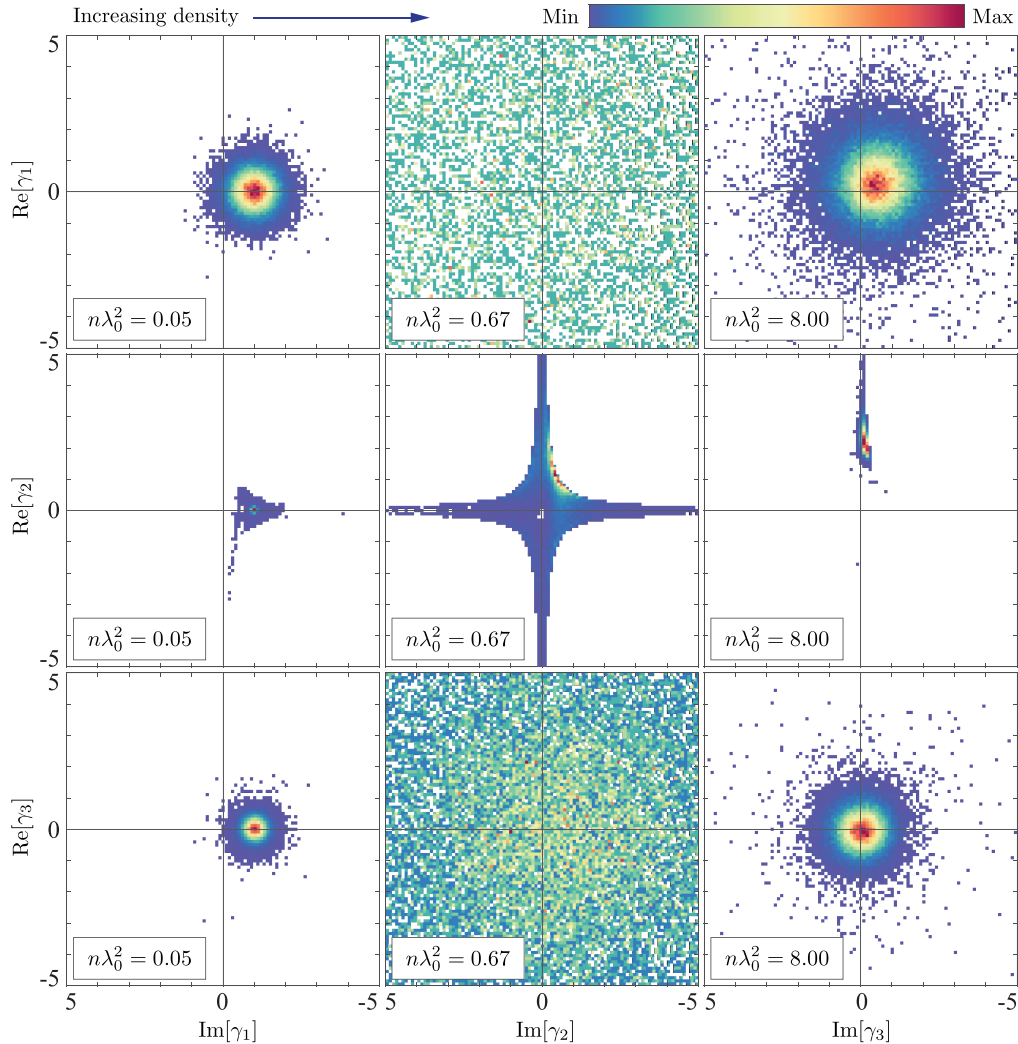 Increasing density
Min Max
5
Re[γ₁] 0
-5
nλ₀² = 0.05 nλ₀² = 0.67 nλ₀² = 8.00
5
Re[γ₂] 0
-5
nλ₀² = 0.05 nλ₀² = 0.67 nλ₀² = 8.00
5
Re[γ₃] 0
-5
nλ₀² = 0.05 nλ₀² = 0.67 nλ₀² = 8.00
5 0 -5 5 0 -5 5 0 -5
Im[γ₁] Im[γ₂] Im[γ₃]